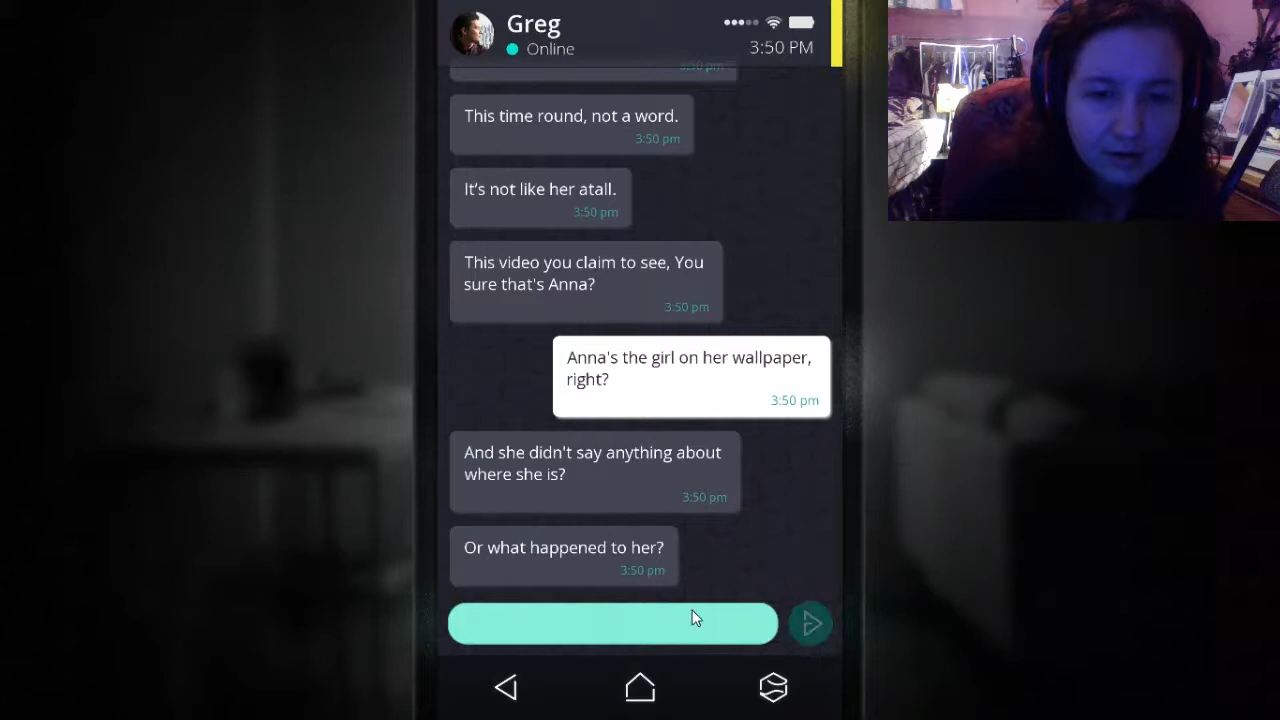 Greg
Online
3:50 PM
3:50 pm
This time round, not a word.
3:50 pm
It's not like her atall.
3:50 pm
This video you claim to see, You
sure that's Anna?
3:50 pm
Anna's the girl on her wallpaper,
right?
3:50 pm
And she didn't say anything about
where she is?
3:50 pm
Or what happened to her?
3:50 pm